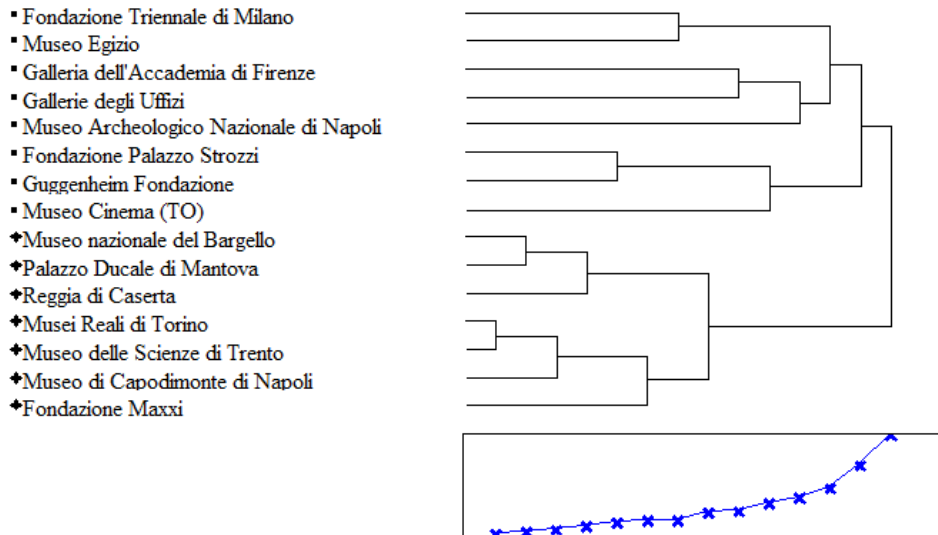 Fondazione Triennale di Milano
Museo Egizio
Galleria dell'Accademia di Firenze
Gallerie degli Uffizi
Museo Archeologico Nazionale di Napoli
Fondazione Palazzo Strozzi
Guggenheim Fondazione
Museo Cinema (TO)
Museo nazionale del Bargello
Palazzo Ducale di Mantova
Reggia di Caserta
Musei Reali di Torino
Museo delle Scienze di Trento
Museo di Capodimonte di Napoli
Fondazione Maxxi